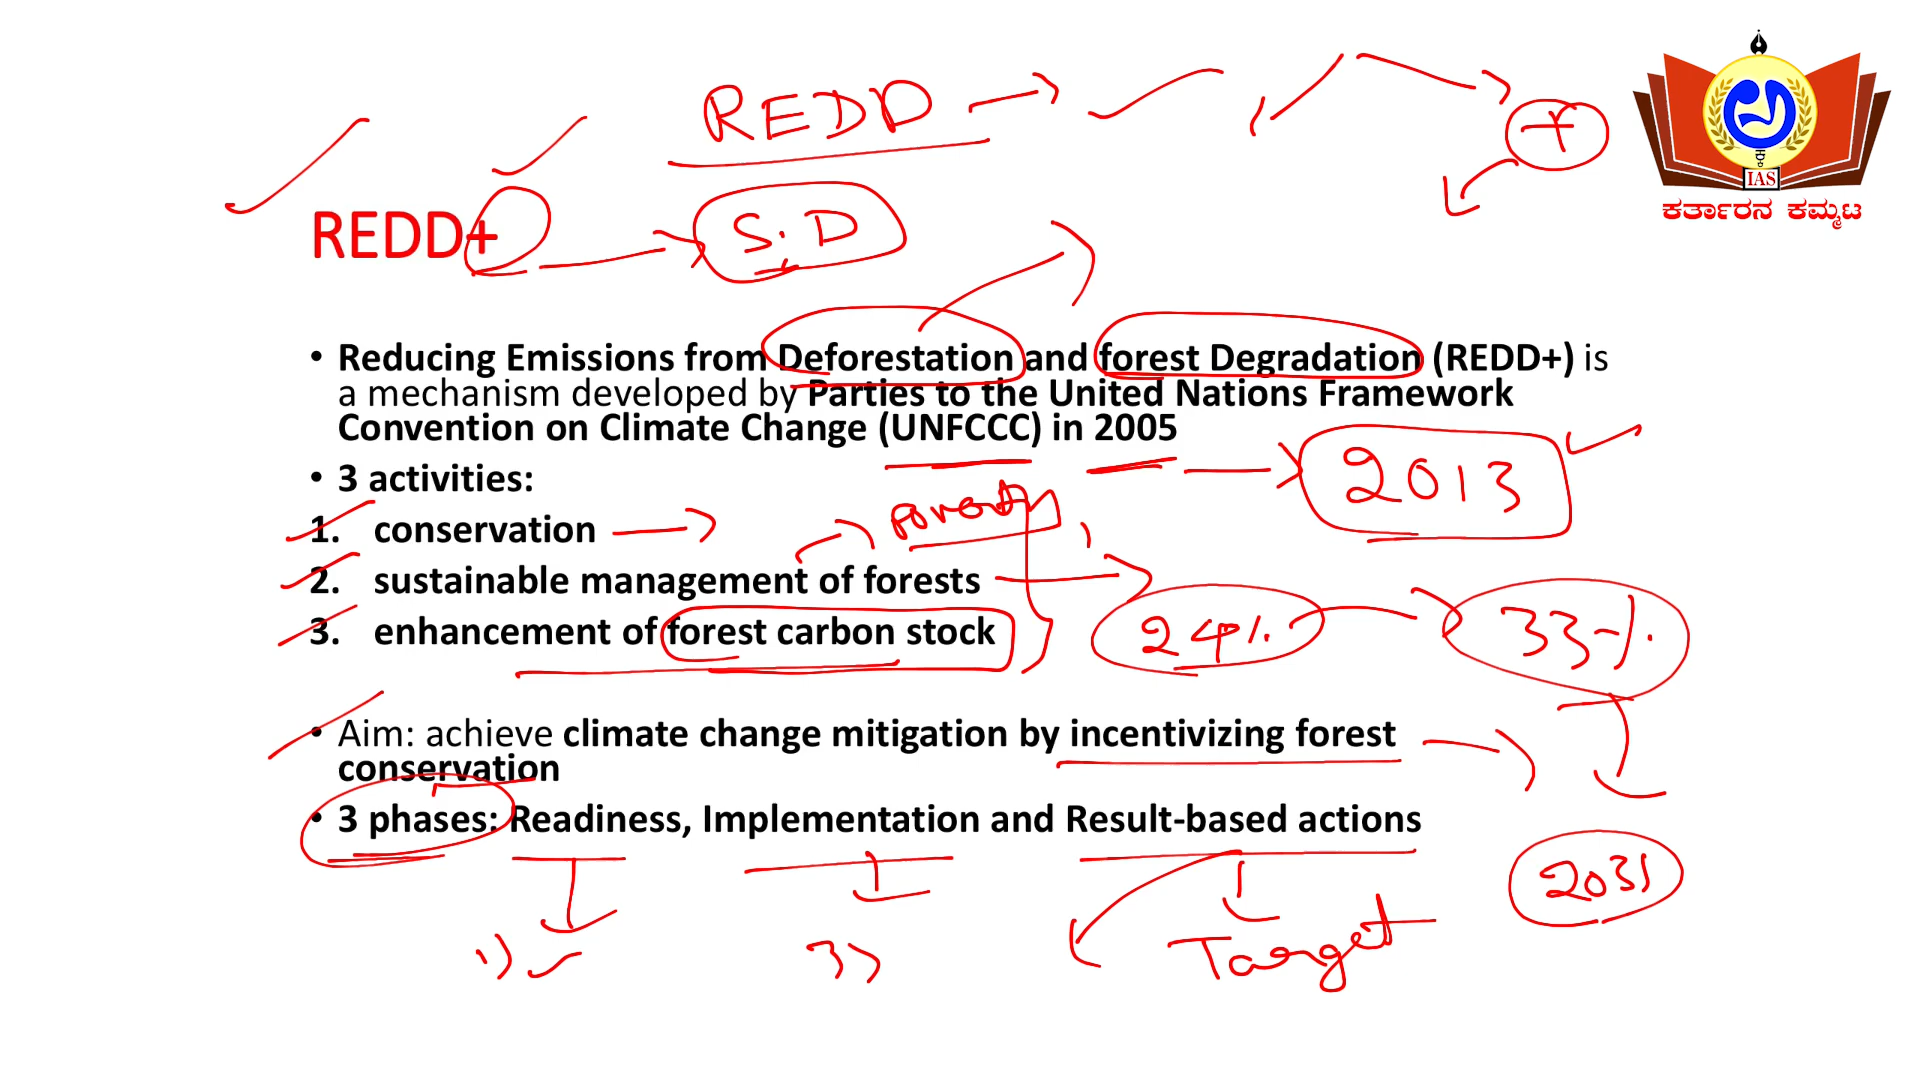 REDD
+
IAS
ಕರ್ತಾರನ ಕಮ್ಮಟ
REDD+
S.D
• Reducing Emissions from Deforestation and forest Degradation (REDD+) is
a mechanism developed by Parties to the United Nations Framework
Convention on Climate Change (UNFCCC) in 2005
2013
• 3 activities:
1. conservation
2. sustainable management of forests
3. enhancement of forest carbon stock
24%
33%
• Aim: achieve climate change mitigation by incentivizing forest
conservation
• 3 phases: Readiness, Implementation and Result-based actions
2031
Target